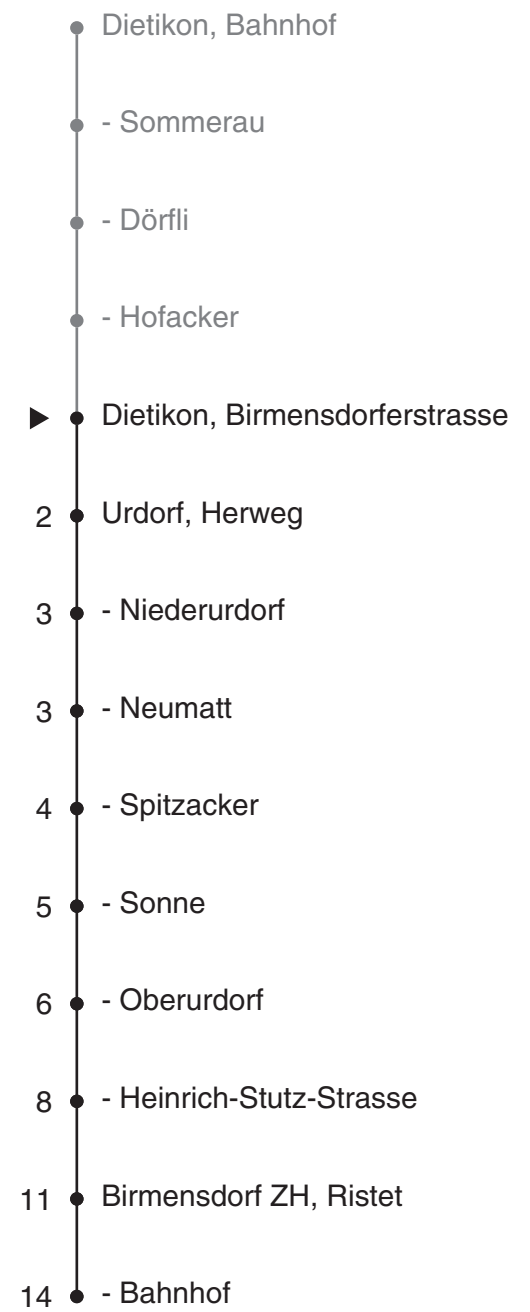 Dietikon, Bahnhof
- Sommerau
- Dörfli
- Hofacker
Dietikon, Birmensdorferstrasse
2 Urdorf, Herweg
3 - Niederurdorf
3 - Neumatt
4 - Spitzacker
5 - Sonne
6 - Oberurdorf
8 - Heinrich-Stutz-Strasse
11 Birmensdorf ZH, Ristet
14 - Bahnhof